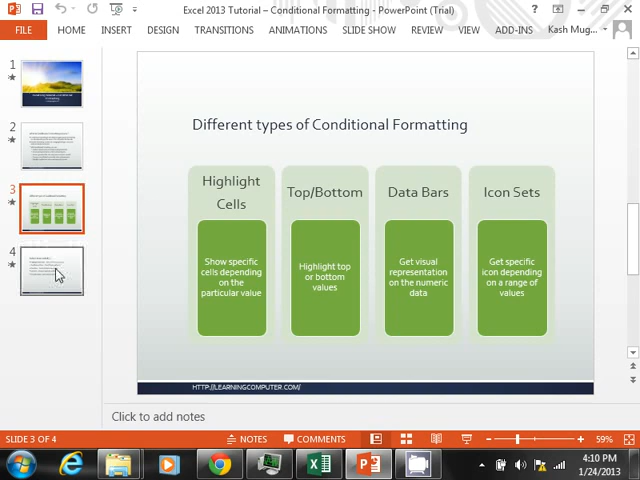 Excel 2013 Tutorial – Conditional Formatting - PowerPoint (Trial)
FILE HOME INSERT DESIGN TRANSITIONS ANIMATIONS SLIDE SHOW REVIEW VIEW ADD-INS Kash Mug...
1
2
3
4
Different types of Conditional Formatting
Highlight
Cells
Show specific
cells depending
on the
particular value
Top/Bottom
Highlight top
or bottom
values
Data Bars
Get visual
representation
on the numeric
data
Icon Sets
Get specific
icon depending
on a range of
values
HTTP://LEARNINGCOMPUTER.COM/
Click to add notes
SLIDE 3 OF 4 NOTES COMMENTS 59%
4:10 PM
1/24/2013